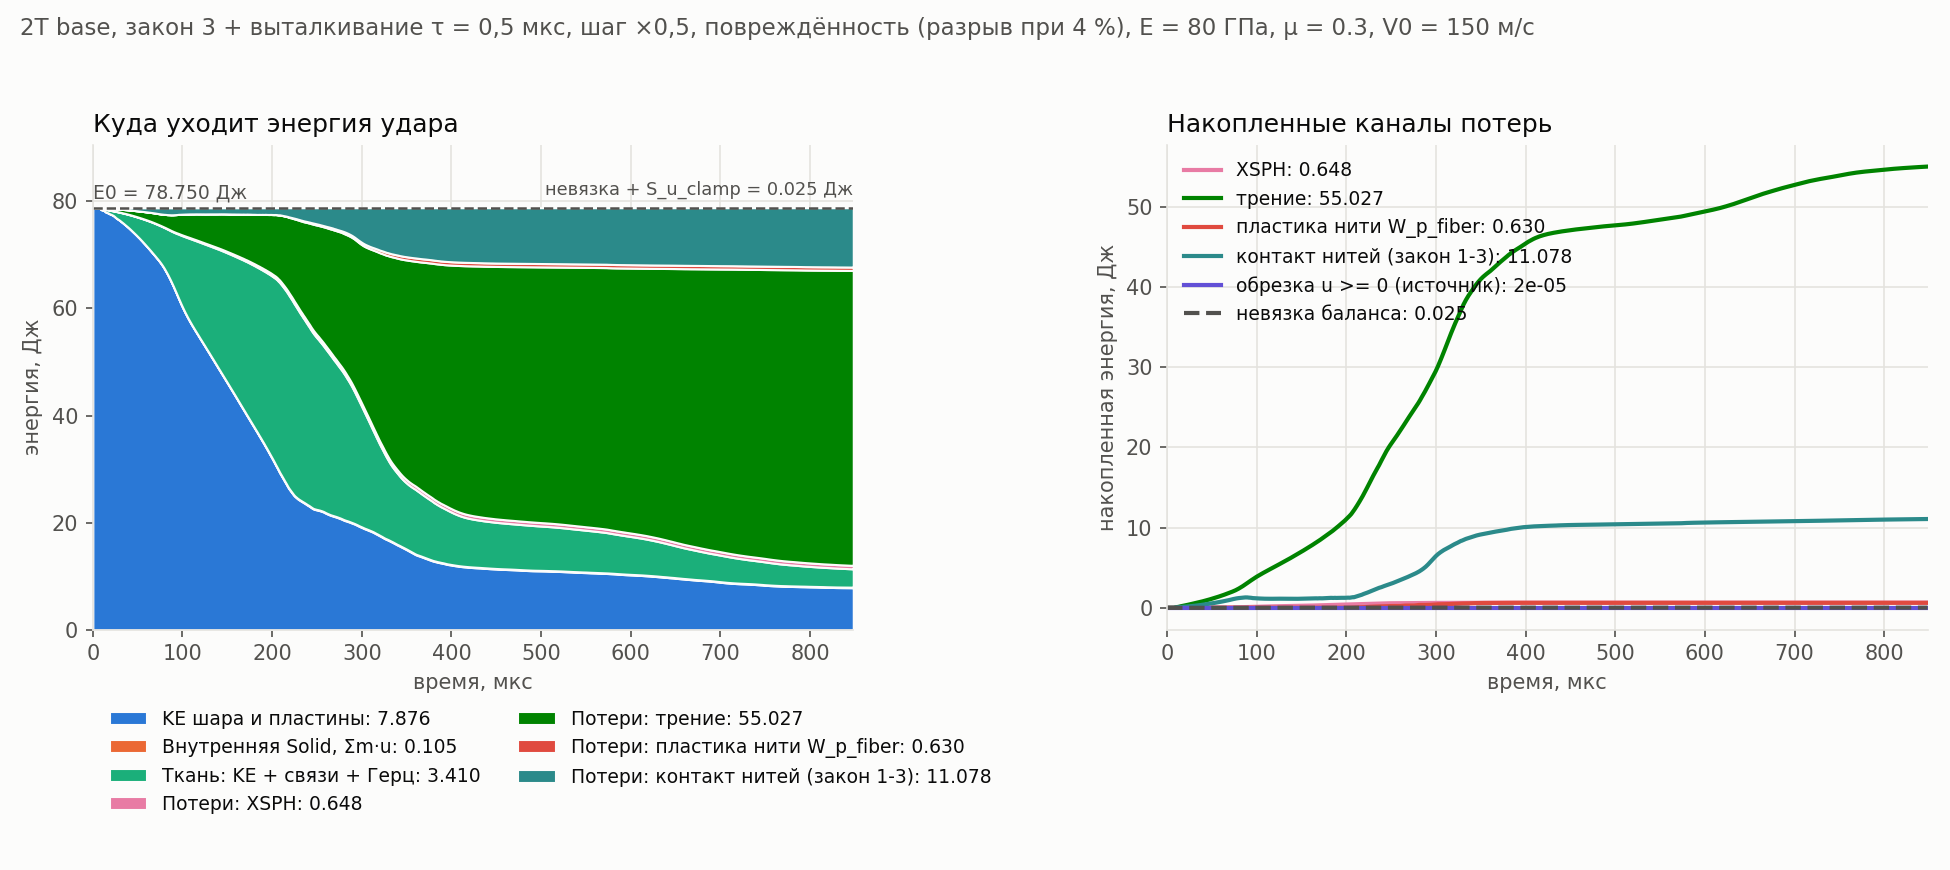 2T base, закон 3 + выталкивание τ = 0,5 мкс, шаг ×0,5, повреждённость (разрыв при 4 %), E = 80 ГПа, μ = 0.3, V0 = 150 м/с
Куда уходит энергия удара
E0 = 78.750 Дж
невязка + S_u_clamp = 0.025 Дж
80
60
40
20
0
энергия, Дж
0 100 200 300 400 500 600 700 800
время, мкс
KE шара и пластины: 7.876
Внутренняя Solid, Σm·u: 0.105
Ткань: KE + связи + Герц: 3.410
Потери: XSPH: 0.648
Потери: трение: 55.027
Потери: пластика нити W_p_fiber: 0.630
Потери: контакт нитей (закон 1-3): 11.078
Накопленные каналы потерь
XSPH: 0.648
трение: 55.027
пластика нити W_p_fiber: 0.630
контакт нитей (закон 1-3): 11.078
обрезка u >= 0 (источник): 2e-05
невязка баланса: 0.025
50
40
30
20
10
0
накопленная энергия, Дж
0 100 200 300 400 500 600 700 800
время, мкс